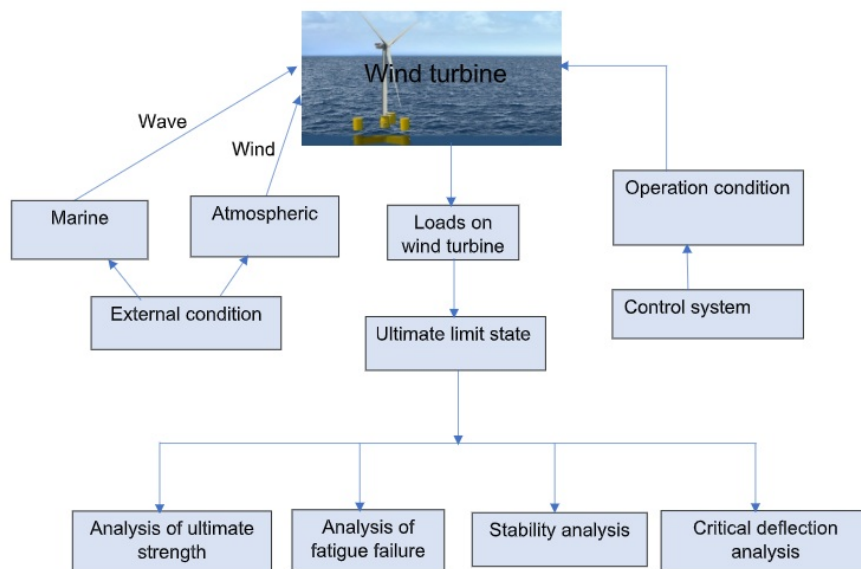 Wind turbine
Wave
Wind
Marine
Atmospheric
Operation condition
Loads on
wind turbine
External condition
Control system
Ultimate limit state
Analysis of ultimate
strength
Analysis of
fatigue failure
Stability analysis
Critical deflection
analysis